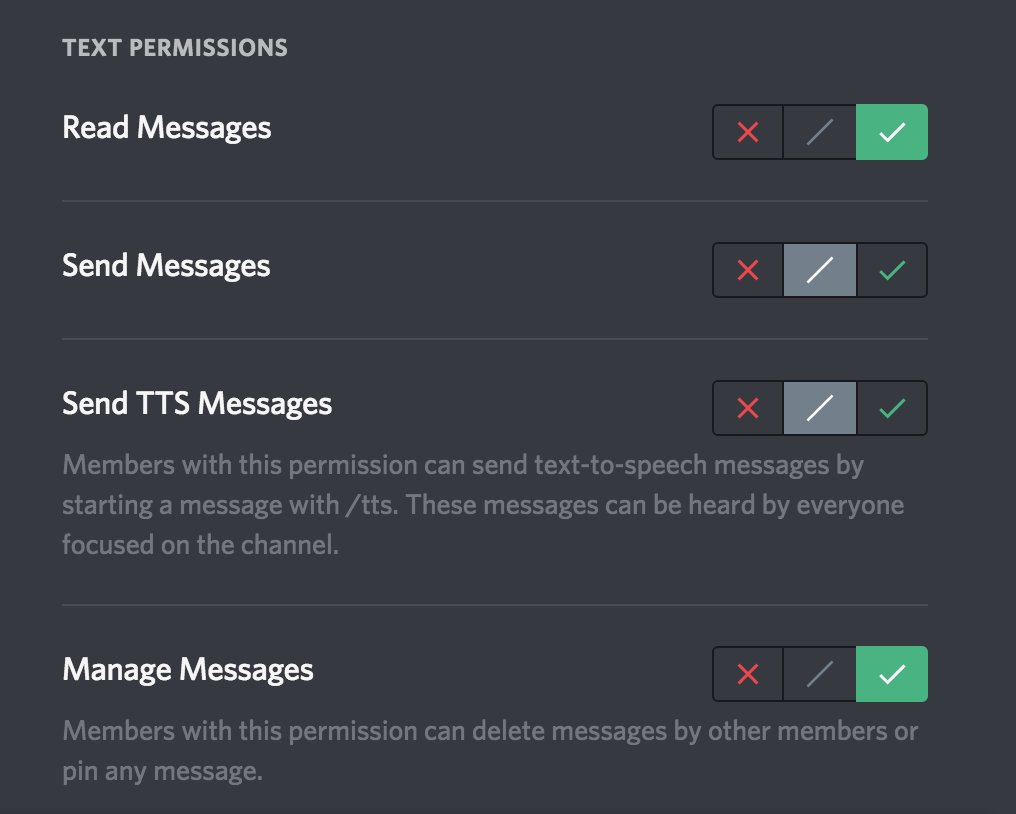 TEXT PERMISSIONS
Read Messages
Send Messages
Send TTS Messages
Members with this permission can send text-to-speech messages by
starting a message with /tts. These messages can be heard by everyone
focused on the channel.
Manage Messages
Members with this permission can delete messages by other members or
pin any message.